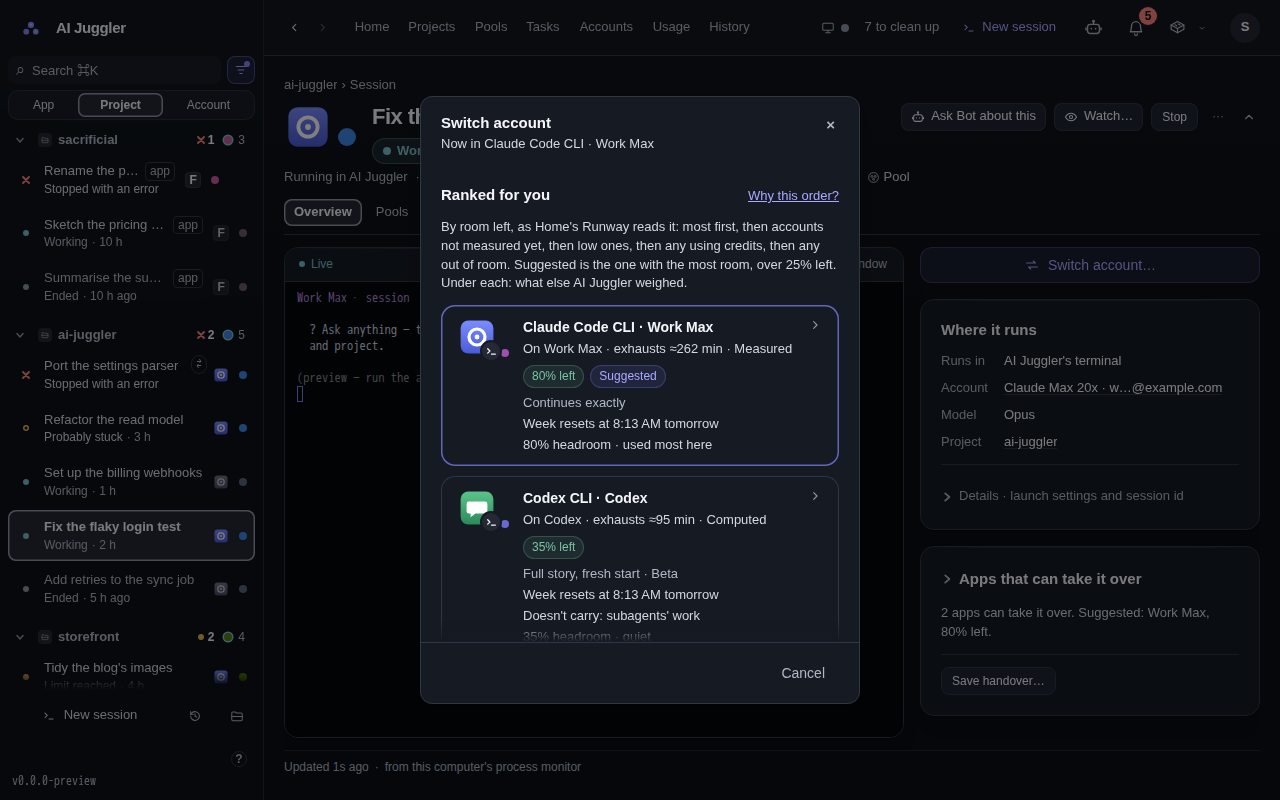 AI Juggler
Search ⌘K
App Project Account
sacrificial 1 3
Rename the p… app F
Stopped with an error
Sketch the pricing … app F
Working · 10 h
Summarise the su… app F
Ended · 10 h ago
ai-juggler 2 5
Port the settings parser
Stopped with an error
Refactor the read model
Probably stuck · 3 h
Set up the billing webhooks
Working · 1 h
Fix the flaky login test
Working · 2 h
Add retries to the sync job
Ended · 5 h ago
storefront 2 4
Tidy the blog's images
Limit reached · 4 h
New session
?
v0.0.0-preview
Home Projects Pools Tasks Accounts Usage History
7 to clean up
New session
5
S
ai-juggler › Session
Fix th
Wor
Ask Bot about this
Watch…
Stop
Running in AI Juggler ·
Pool
Overview Pools
Live
ndow
Work Max · session
? Ask anything — t
and project.
(preview — run the a
Switch account
Now in Claude Code CLI · Work Max
×
Ranked for you
Why this order?
By room left, as Home's Runway reads it: most first, then accounts
not measured yet, then low ones, then any using credits, then any
out of room. Suggested is the one with the most room, over 25% left.
Under each: what else AI Juggler weighed.
Claude Code CLI · Work Max
On Work Max · exhausts ≈262 min · Measured
80% left Suggested
Continues exactly
Week resets at 8:13 AM tomorrow
80% headroom · used most here
Codex CLI · Codex
On Codex · exhausts ≈95 min · Computed
35% left
Full story, fresh start · Beta
Week resets at 8:13 AM tomorrow
Doesn't carry: subagents' work
35% headroom · quiet
Cancel
Switch account…
Where it runs
Runs in AI Juggler's terminal
Account Claude Max 20x · w…@example.com
Model Opus
Project ai-juggler
Details · launch settings and session id
Apps that can take it over
2 apps can take it over. Suggested: Work Max,
80% left.
Save handover…
Updated 1s ago · from this computer's process monitor